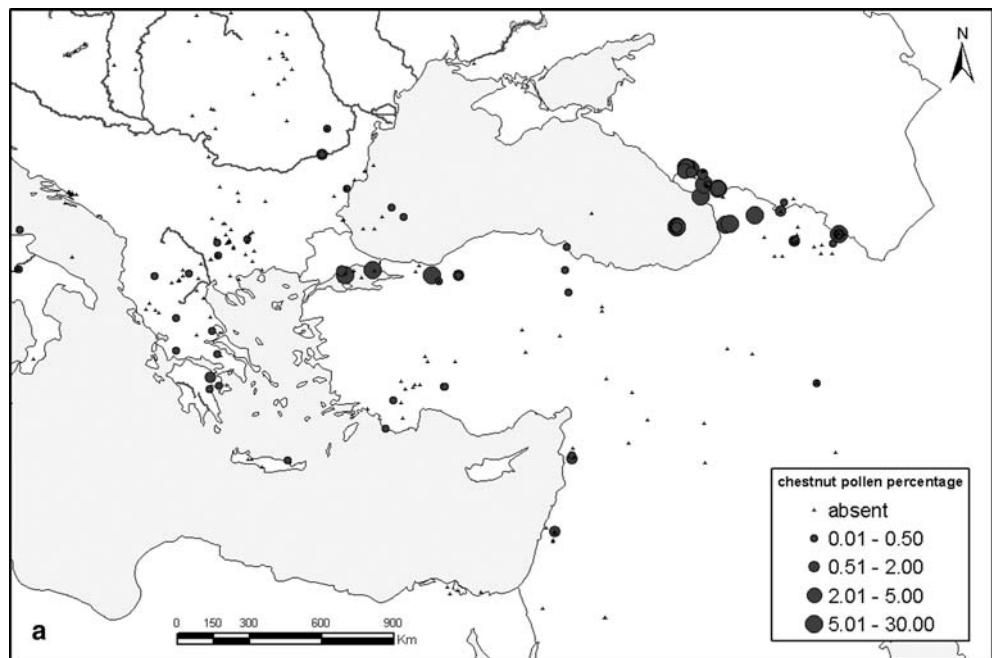 N
chestnut pollen percentage
absent
0.01 - 0.50
0.51 - 2.00
2.01 - 5.00
5.01 - 30.00
a
0 150 300 600 900
Km